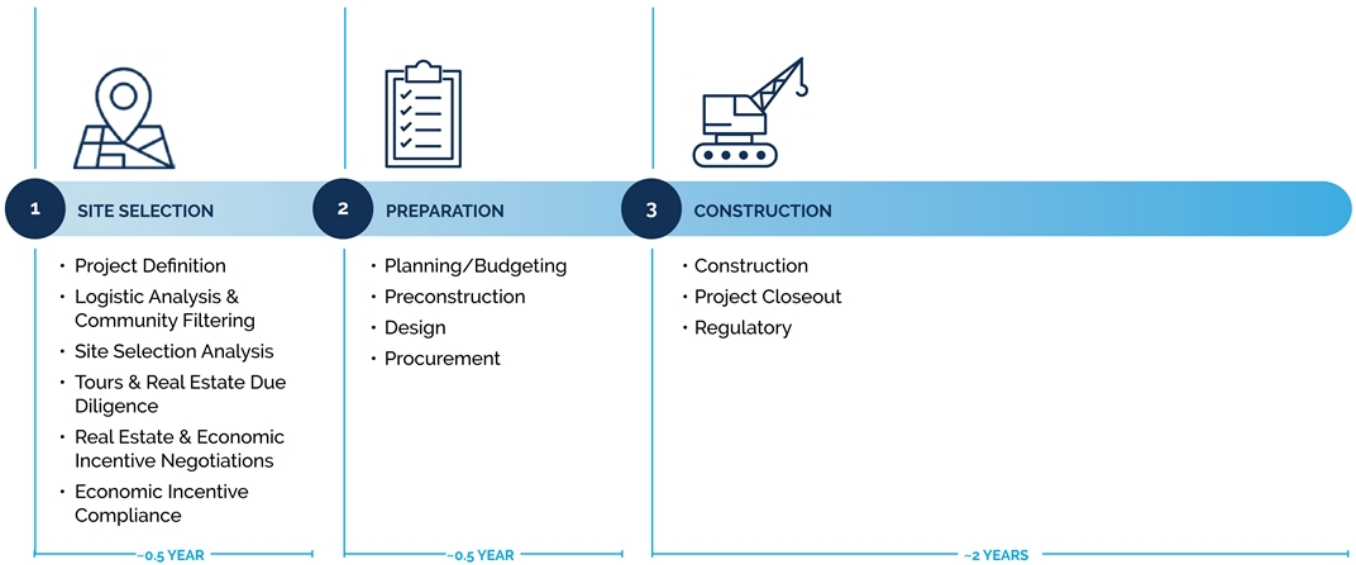 1
SITE SELECTION
• Project Definition
• Logistic Analysis &
Community Filtering
• Site Selection Analysis
• Tours & Real Estate Due
Diligence
• Real Estate & Economic
Incentive Negotiations
• Economic Incentive
Compliance
~0.5 YEAR
2
PREPARATION
• Planning/Budgeting
• Preconstruction
• Design
• Procurement
~0.5 YEAR
3
CONSTRUCTION
• Construction
• Project Closeout
• Regulatory
~2 YEARS